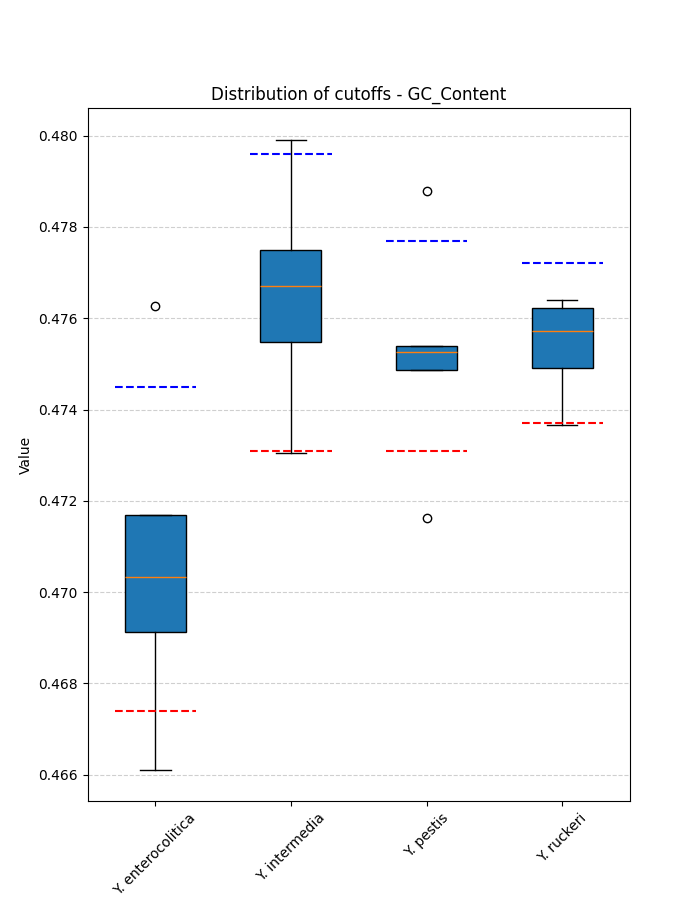 Distribution of cutoffs - GC_Content
0.480
0.478
0.476
0.474
0.472
0.470
0.468
0.466
Value
Y. enterocolitica
Y. intermedia
Y. pestis
Y. ruckeri